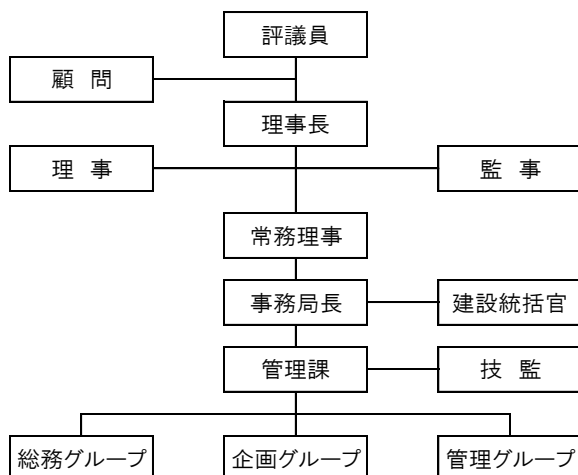 評議員
顧 問
理事長
理 事
監 事
常務理事
事務局長
建設統括官
管理課
技 監
総務グループ
企画グループ
管理グループ